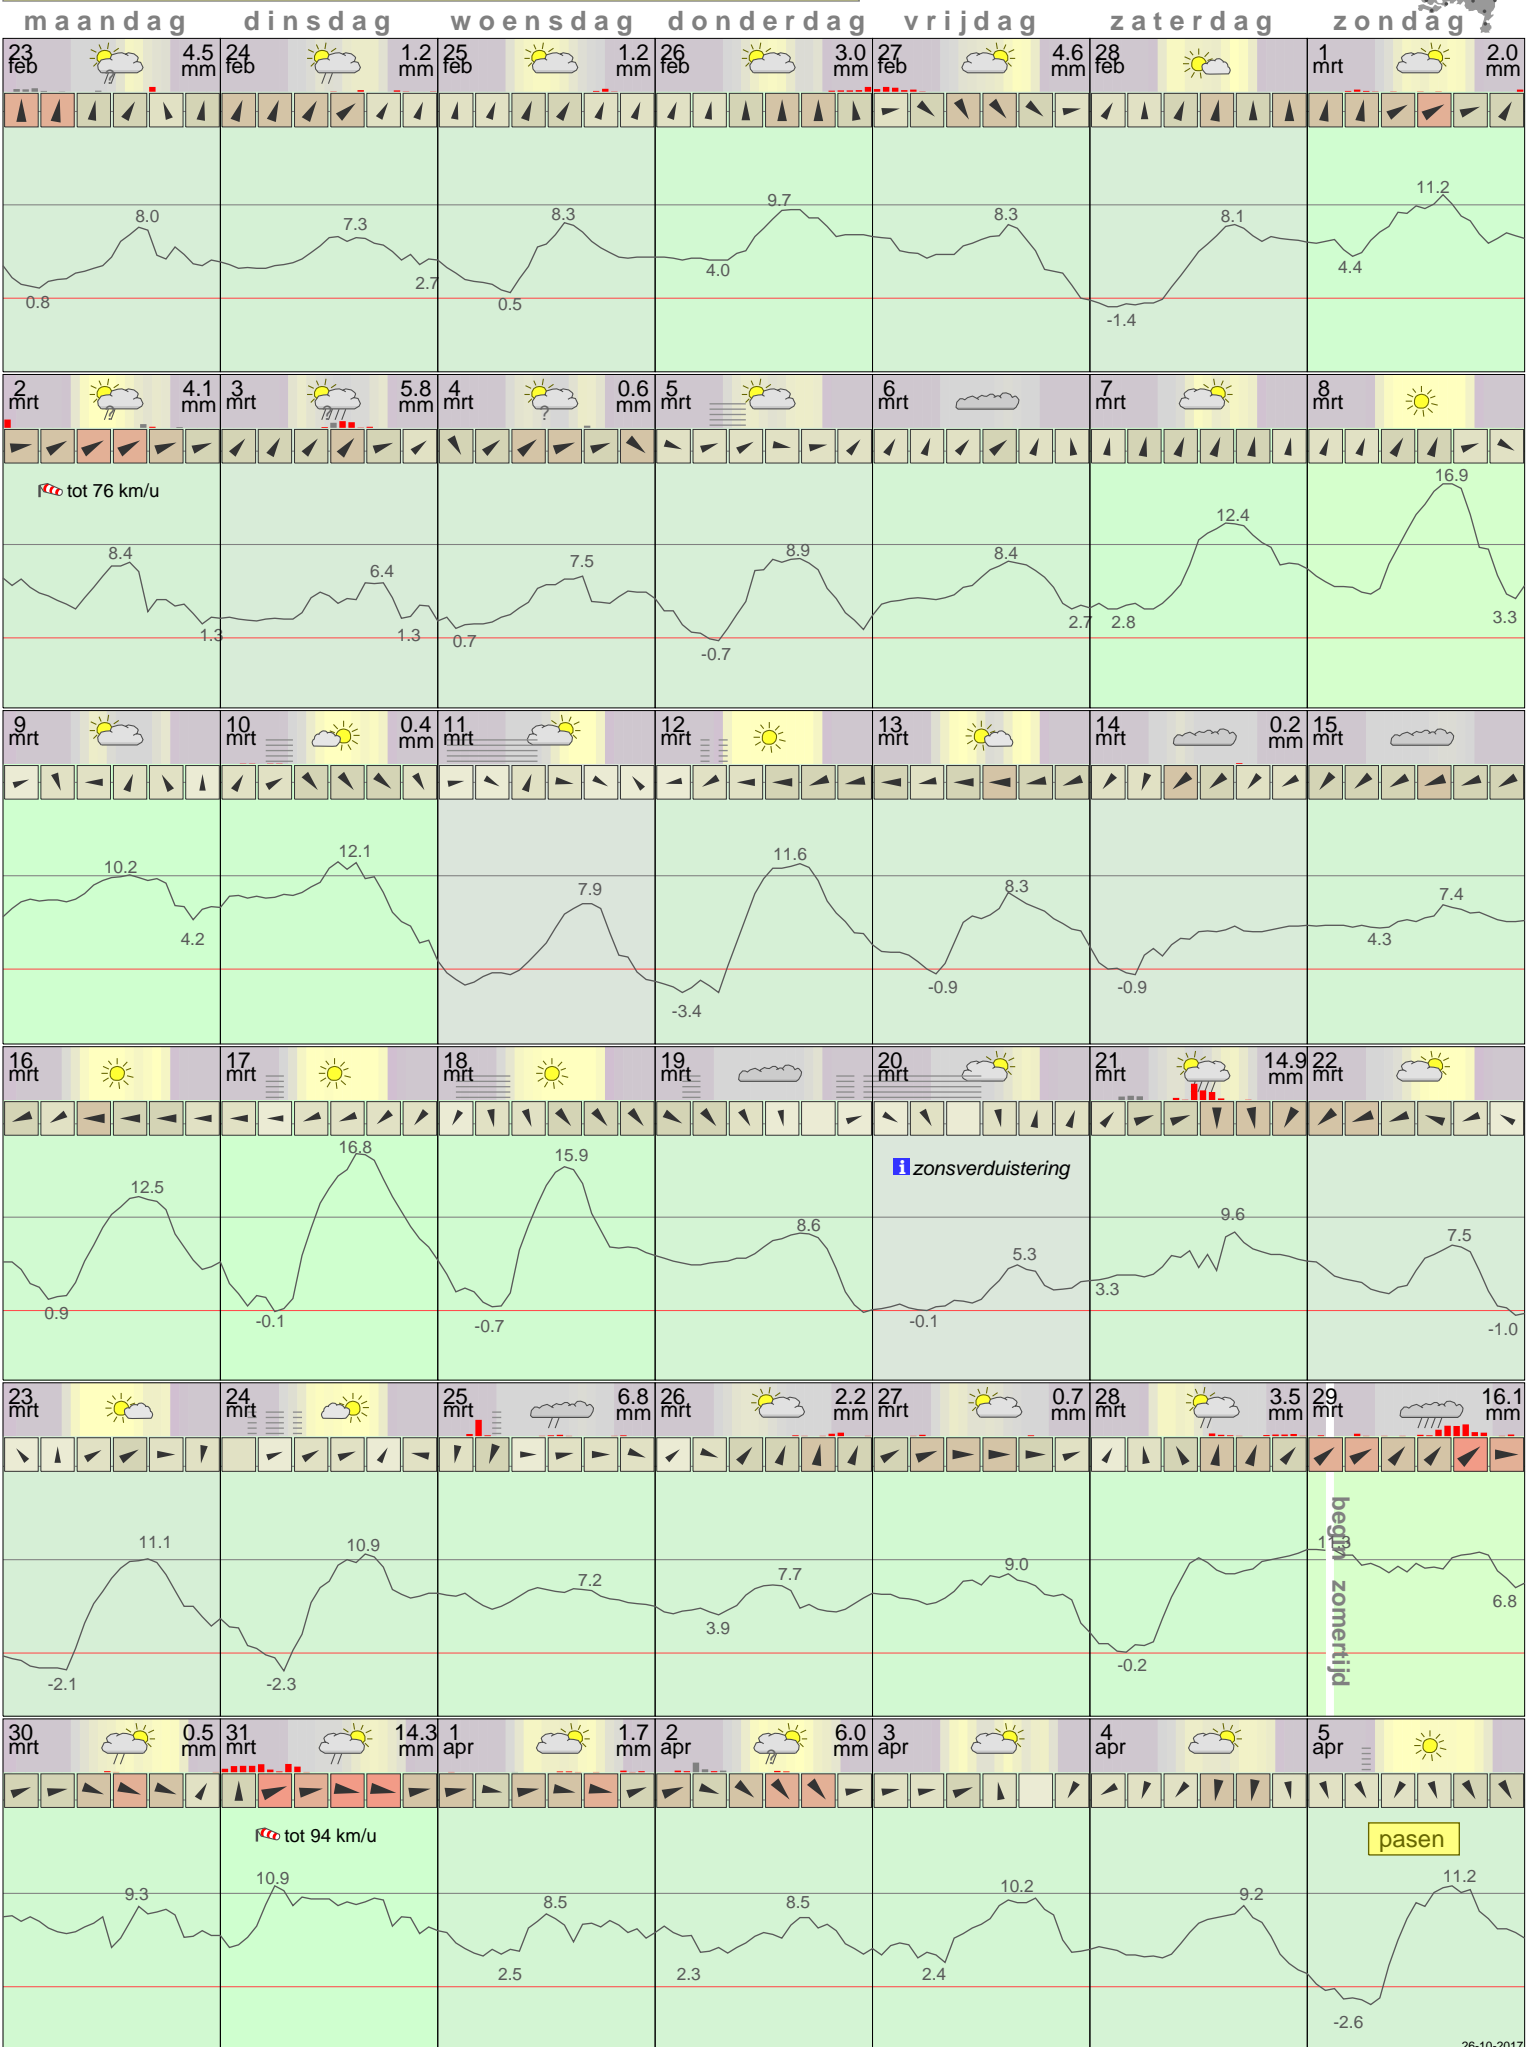 maandag dinsdag woensdag donderdag vrijdag zaterdag zondag
23 feb 4.5 mm 24 feb 1.2 mm 25 feb 1.2 mm 26 feb 3.0 mm 27 feb 4.6 mm 28 feb 1 mrt 2.0 mm
8.0 7.3 8.3 9.7 8.3 8.1 11.2
0.8 2.7 0.5 4.0 -1.4 4.4
2 mrt 4.1 mm 3 mrt 5.8 mm 4 mrt 0.6 mm 5 mrt 6 mrt 7 mrt 8 mrt
?
tot 76 km/u
8.4 6.4 7.5 8.9 8.4 12.4 16.9
1.3 1.3 0.7 -0.7 2.7 2.8 3.3
9 mrt 10 mrt 0.4 mm 11 mrt 12 mrt 13 mrt 14 mrt 0.2 mm 15 mrt
10.2 12.1 7.9 11.6 8.3 7.4
4.2 -3.4 -0.9 -0.9 4.3
16 mrt 17 mrt 18 mrt 19 mrt 20 mrt 21 mrt 14.9 mm 22 mrt
i zonsverduistering
12.5 16.8 15.9 8.6 5.3 9.6 7.5
0.9 -0.1 -0.7 -0.1 3.3 -1.0
23 mrt 24 mrt 25 mrt 6.8 mm 26 mrt 2.2 mm 27 mrt 0.7 mm 28 mrt 3.5 mm 29 mrt 16.1 mm
begin zomertijd
11.1 10.9 7.2 7.7 9.0 11.3
-2.1 -2.3 3.9 -0.2 6.8
30 mrt 0.5 mm 31 mrt 14.3 mm 1 apr 1.7 mm 2 apr 6.0 mm 3 apr 4 apr 5 apr
tot 94 km/u
pasen
9.3 10.9 8.5 8.5 10.2 9.2 11.2
2.5 2.3 2.4 -2.6
26-10-2017